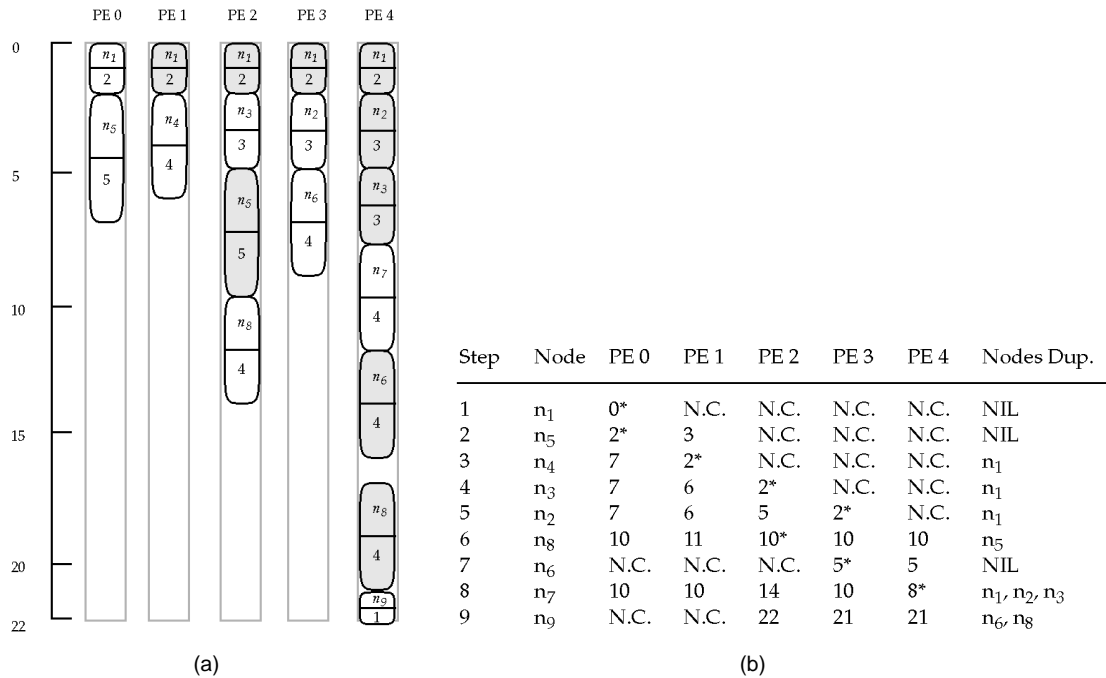 PE 0 PE 1 PE 2 PE 3 PE 4
0
n1 n1 n1 n1 n1
2 2 2 2 2
n5 n4 n3 n2 n2
3 3 3
5 4
5
n5 n6 n3
5 4 3
n7
10
n8 4
4
n6
15
4
n8
4
20
n9
1
22
(a)
Step Node PE 0 PE 1 PE 2 PE 3 PE 4 Nodes Dup.
1 n1 0* N.C. N.C. N.C. N.C. NIL
2 n5 2* 3 N.C. N.C. N.C. NIL
3 n4 7 2* N.C. N.C. N.C. n1
4 n3 7 6 2* N.C. N.C. n1
5 n2 7 6 5 2* N.C. n1
6 n8 10 11 10* 10 10 n5
7 n6 N.C. N.C. N.C. 5* 5 NIL
8 n7 10 10 14 10 8* n1, n2, n3
9 n9 N.C. N.C. 22 21 21 n6, n8
(b)